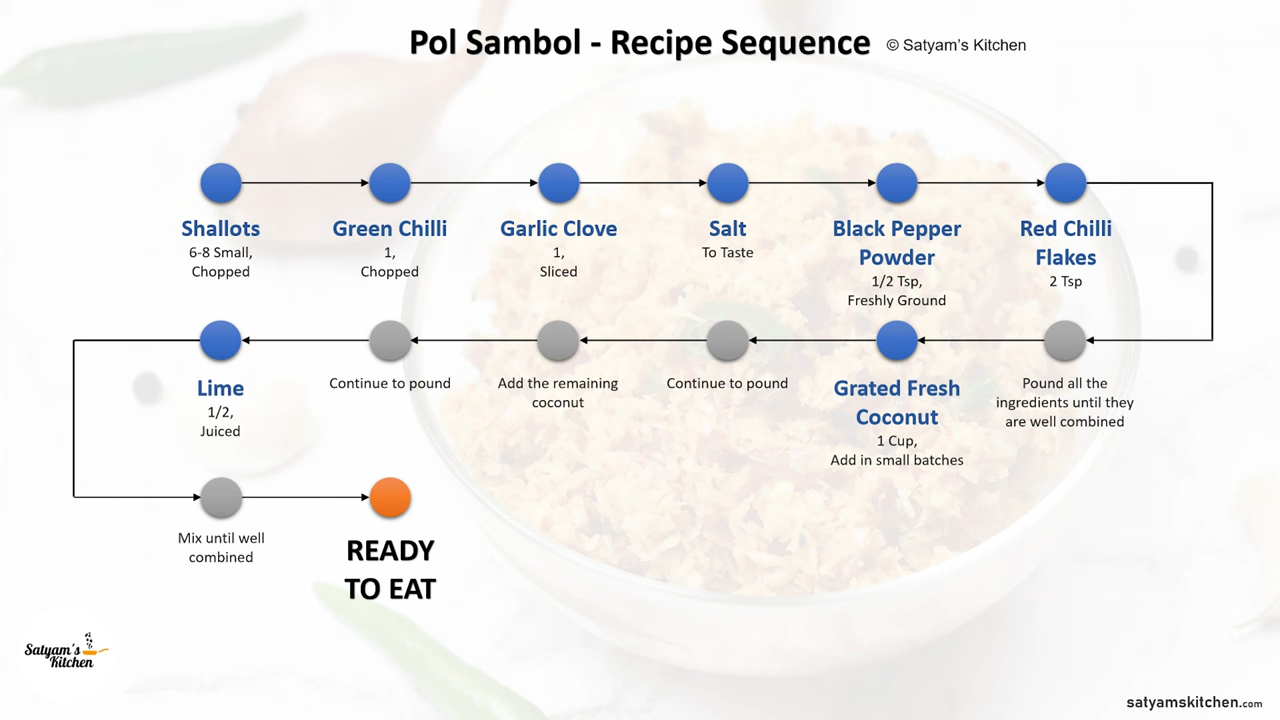 Pol Sambol - Recipe Sequence © Satyam's Kitchen
Shallots
6-8 Small,
Chopped
Green Chilli
1,
Chopped
Garlic Clove
1,
Sliced
Salt
To Taste
Black Pepper
Powder
1/2 Tsp,
Freshly Ground
Red Chilli
Flakes
2 Tsp
Pound all the
ingredients until they
are well combined
Grated Fresh
Coconut
1 Cup,
Add in small batches
Continue to pound
Add the remaining
coconut
Continue to pound
Lime
1/2,
Juiced
Mix until well
combined
READY
TO EAT
Satyam's
Kitchen
satyamskitchen.com